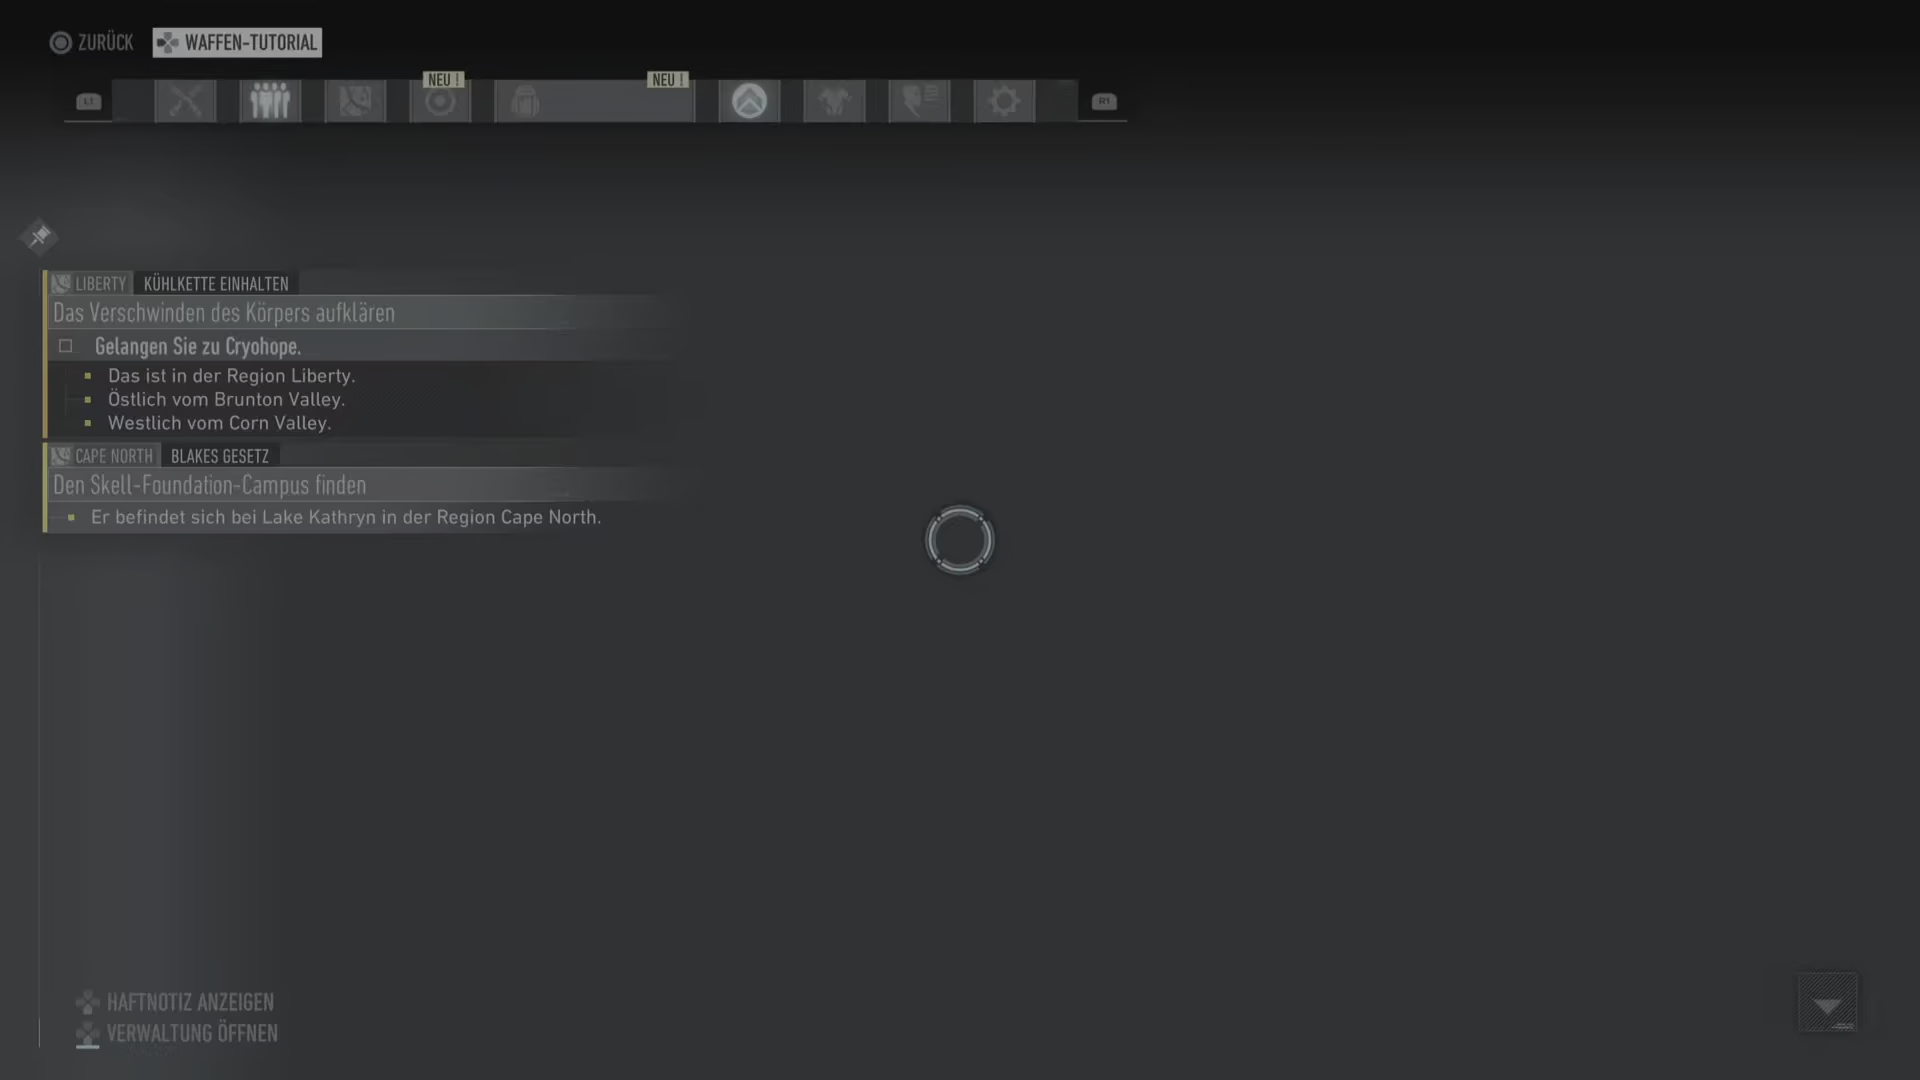 ZURÜCK WAFFEN-TUTORIAL
NEU ! NEU !
L1 R1
LIBERTY KÜHLKETTE EINHALTEN
Das Verschwinden des Körpers aufklären
Gelangen Sie zu Cryohope.
Das ist in der Region Liberty.
Östlich vom Brunton Valley.
Westlich vom Corn Valley.
CAPE NORTH BLAKES GESETZ
Den Skell-Foundation-Campus finden
Er befindet sich bei Lake Kathryn in der Region Cape North.
HAFTNOTIZ ANZEIGEN
VERWALTUNG ÖFFNEN